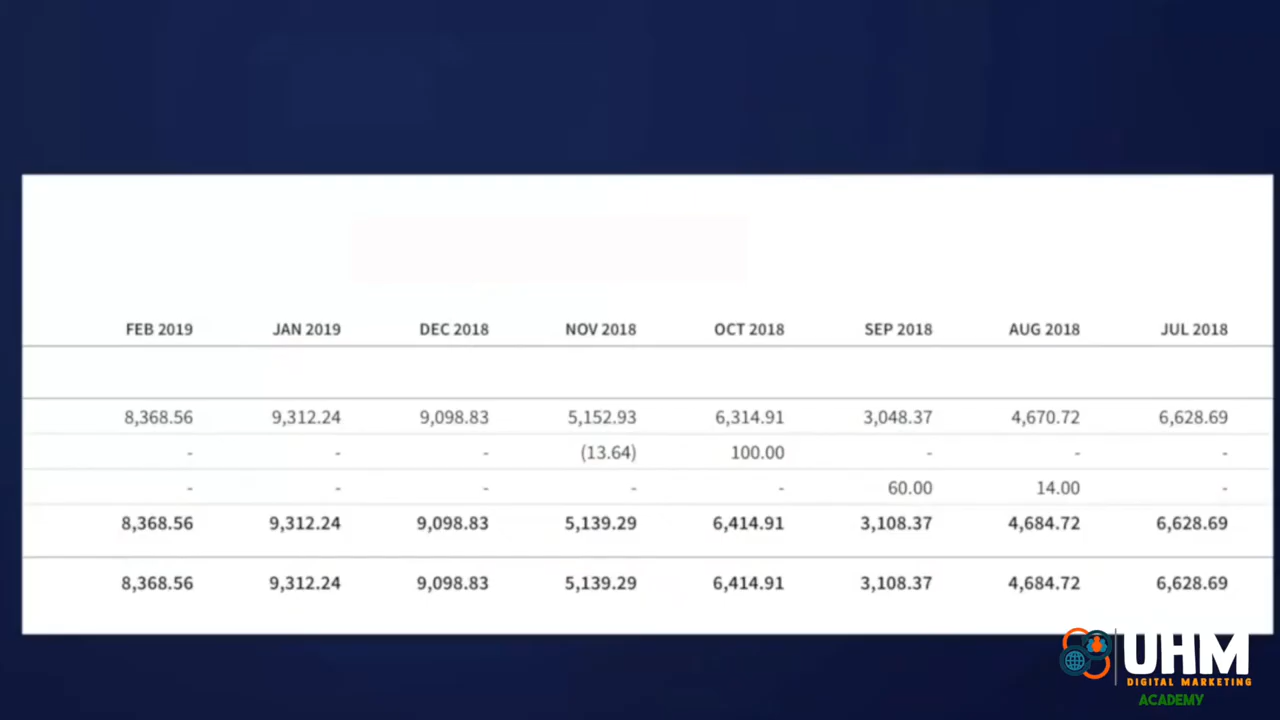 FEB 2019 JAN 2019 DEC 2018 NOV 2018 OCT 2018 SEP 2018 AUG 2018 JUL 2018
8,368.56 9,312.24 9,098.83 5,152.93 6,314.91 3,048.37 4,670.72 6,628.69
- - - (13.64) 100.00 - - -
- - - - - 60.00 14.00 -
8,368.56 9,312.24 9,098.83 5,139.29 6,414.91 3,108.37 4,684.72 6,628.69
8,368.56 9,312.24 9,098.83 5,139.29 6,414.91 3,108.37 4,684.72 6,628.69
UHM
DIGITAL MARKETING
ACADEMY